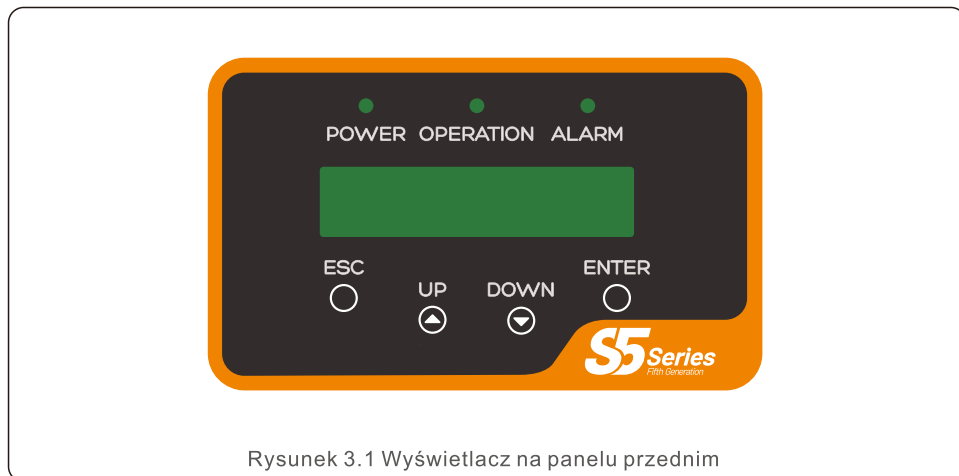 POWER OPERATION ALARM
ESC UP DOWN ENTER
S5 Series
Fifth Generation
Rysunek 3.1 Wyświetlacz na panelu przednim